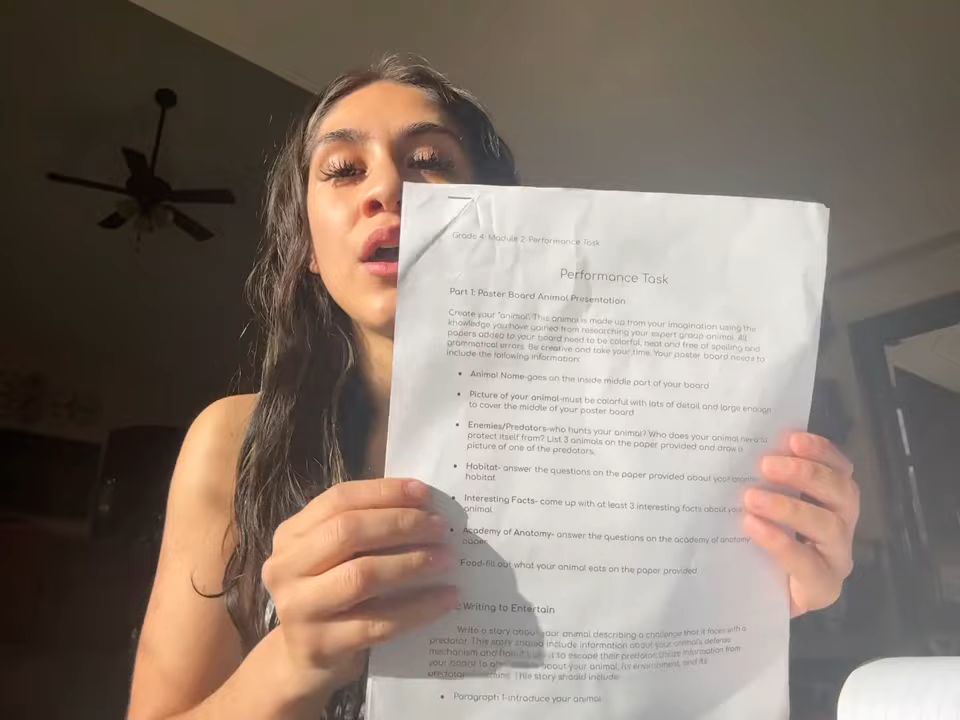 Grade 4: Module 2: Performance Task
Performance Task
Part 1: Poster Board Animal Presentation
Create your "animal". This animal is made up from your imagination using the
knowledge you have gained from researching your expert group animal. All
papers added to your board need to be colorful, neat and free of spelling and
grammatical errors. Be creative and take your time. Your poster board needs to
include the following information:
• Animal Name-goes on the inside middle part of your board
• Picture of your animal-must be colorful with lots of detail and large enough
to cover the middle of your poster board
• Enemies/Predators-who hunts your animal? Who does your animal need to
protect itself from? List 3 animals on the paper provided and draw a
picture of one of the predators.
• Habitat- answer the questions on the paper provided about your animal
habitat
• Interesting Facts- come up with at least 3 interesting facts about your
animal
• Academy of Anatomy- answer the questions on the academy of anatomy
paper
Food-fill out what your animal eats on the paper provided
Writing to Entertain
Write a story about your animal describing a challenge that it faces with a
predator. This story should include information about your animal's defense
mechanism and how it to escape their predator. Utilize information from
your about your animal, its environment, and its
This story should include:
• Paragraph 1-introduce your animal